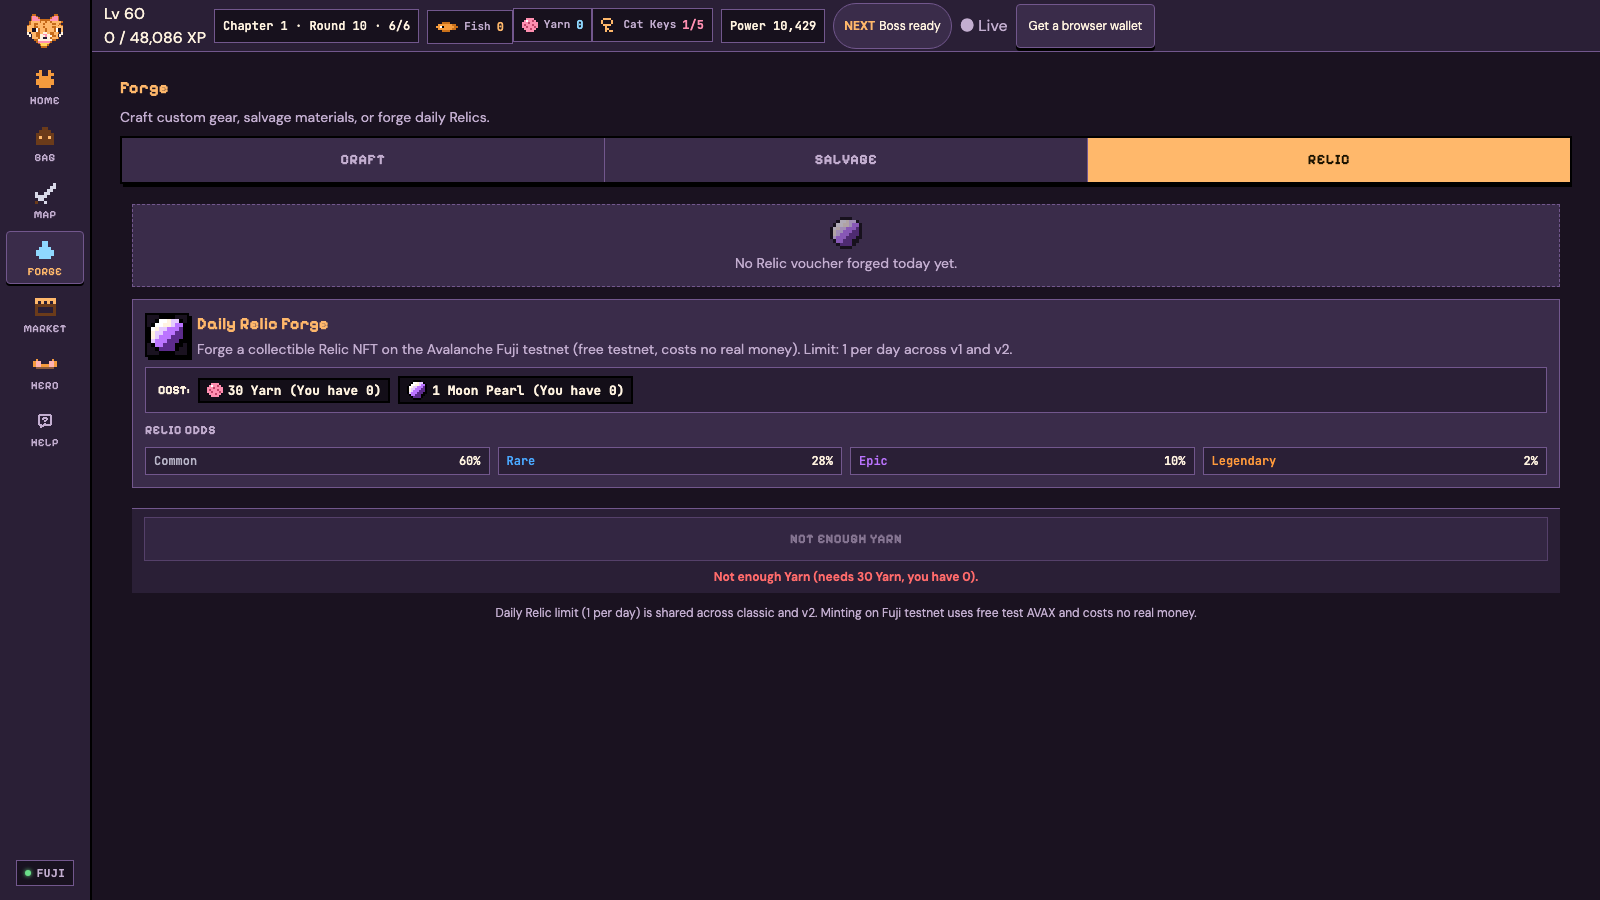 Lv 60
0 / 48,086 XP
Chapter 1 · Round 10 · 6/6
Fish 0
Yarn 0
Cat Keys 1/5
Power 10,429
NEXT Boss ready
Live
Get a browser wallet
HOME
BAG
MAP
FORGE
MARKET
HERO
HELP
FUJI
Forge
Craft custom gear, salvage materials, or forge daily Relics.
CRAFT
SALVAGE
RELIC
No Relic voucher forged today yet.
Daily Relic Forge
Forge a collectible Relic NFT on the Avalanche Fuji testnet (free testnet, costs no real money). Limit: 1 per day across v1 and v2.
COST:
30 Yarn (You have 0)
1 Moon Pearl (You have 0)
RELIC ODDS
Common 60%
Rare 28%
Epic 10%
Legendary 2%
NOT ENOUGH YARN
Not enough Yarn (needs 30 Yarn, you have 0).
Daily Relic limit (1 per day) is shared across classic and v2. Minting on Fuji testnet uses free test AVAX and costs no real money.